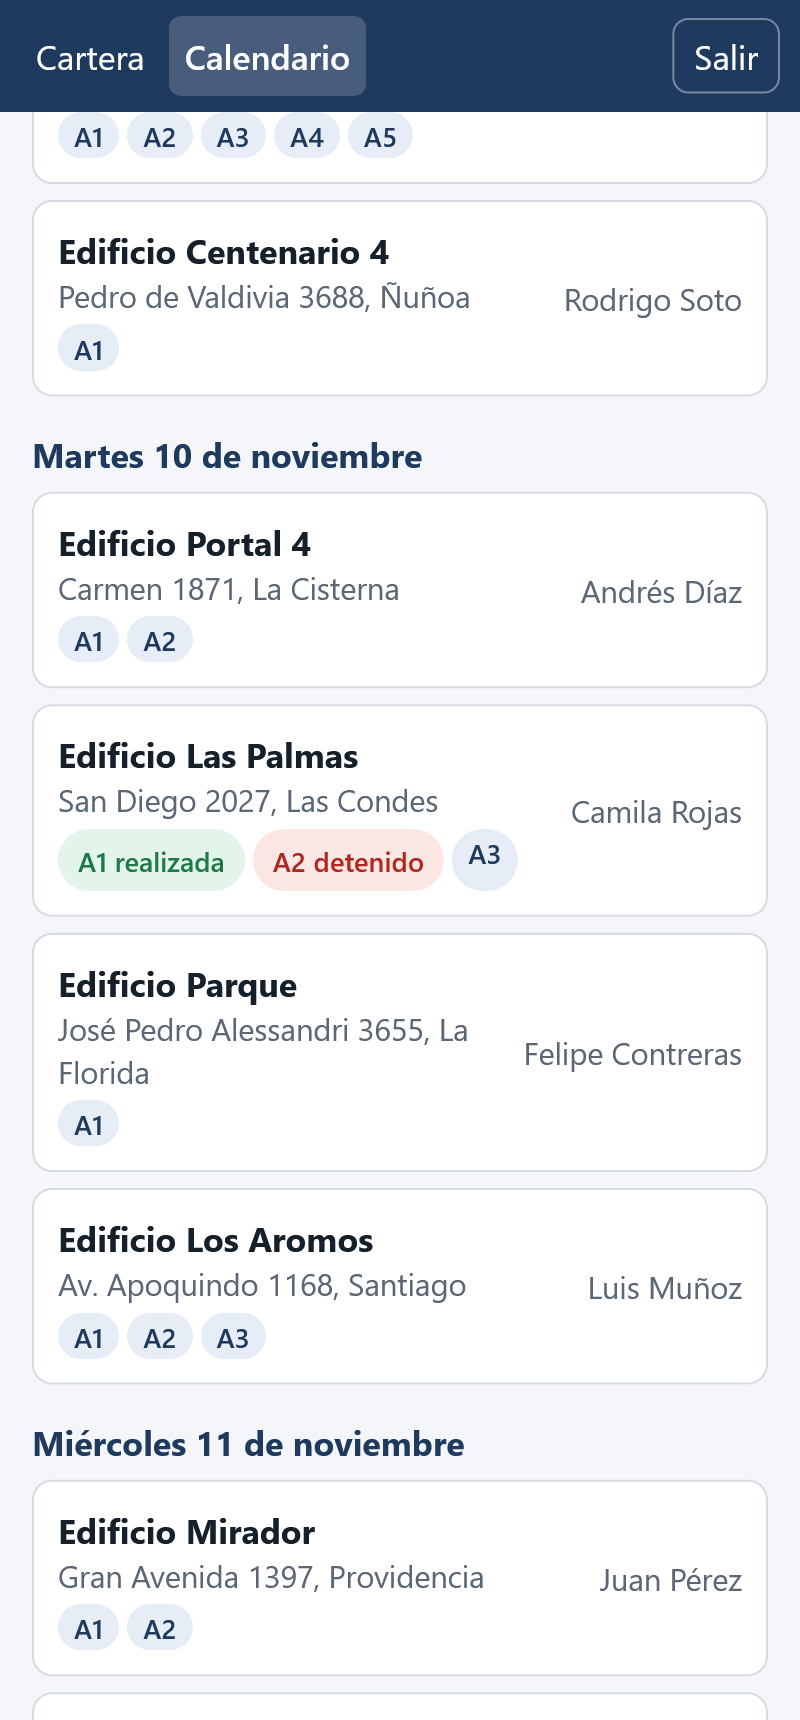 Cartera Calendario Salir
A1 A2 A3 A4 A5
Edificio Centenario 4
Pedro de Valdivia 3688, Ñuñoa
Rodrigo Soto
A1
Martes 10 de noviembre
Edificio Portal 4
Carmen 1871, La Cisterna
Andrés Díaz
A1 A2
Edificio Las Palmas
San Diego 2027, Las Condes
Camila Rojas
A1 realizada A2 detenido A3
Edificio Parque
José Pedro Alessandri 3655, La
Florida
Felipe Contreras
A1
Edificio Los Aromos
Av. Apoquindo 1168, Santiago
Luis Muñoz
A1 A2 A3
Miércoles 11 de noviembre
Edificio Mirador
Gran Avenida 1397, Providencia
Juan Pérez
A1 A2